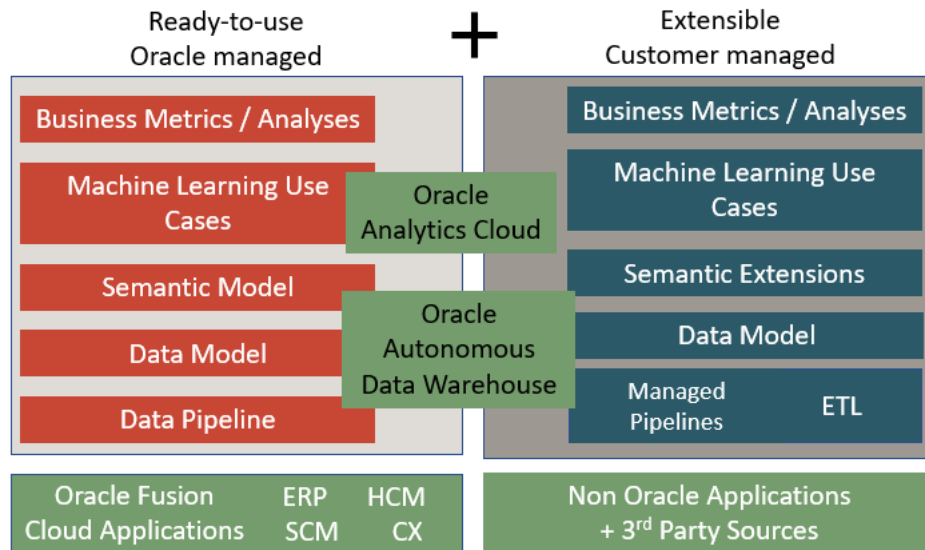 Ready-to-use
Oracle managed
+
Extensible
Customer managed
Business Metrics / Analyses
Machine Learning Use
Cases
Semantic Model
Data Model
Data Pipeline
Oracle
Analytics Cloud
Oracle
Autonomous
Data Warehouse
Business Metrics / Analyses
Machine Learning Use
Cases
Semantic Extensions
Data Model
Managed
Pipelines
ETL
Oracle Fusion
Cloud Applications
ERP HCM
SCM CX
Non Oracle Applications
+ 3rd Party Sources